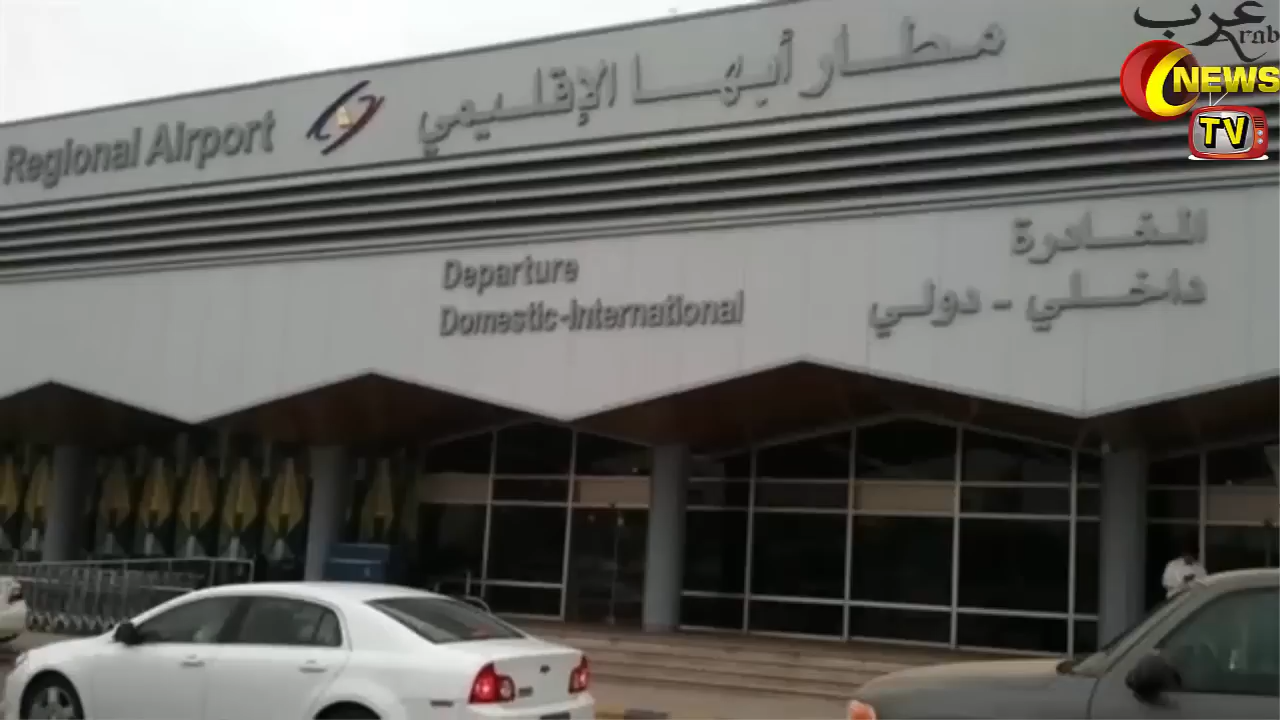 عرب
Arab
NEWS
TV
مطار أبها الإقليمي
Regional Airport
المغادرة
داخلي - دولي
Departure
Domestic-International